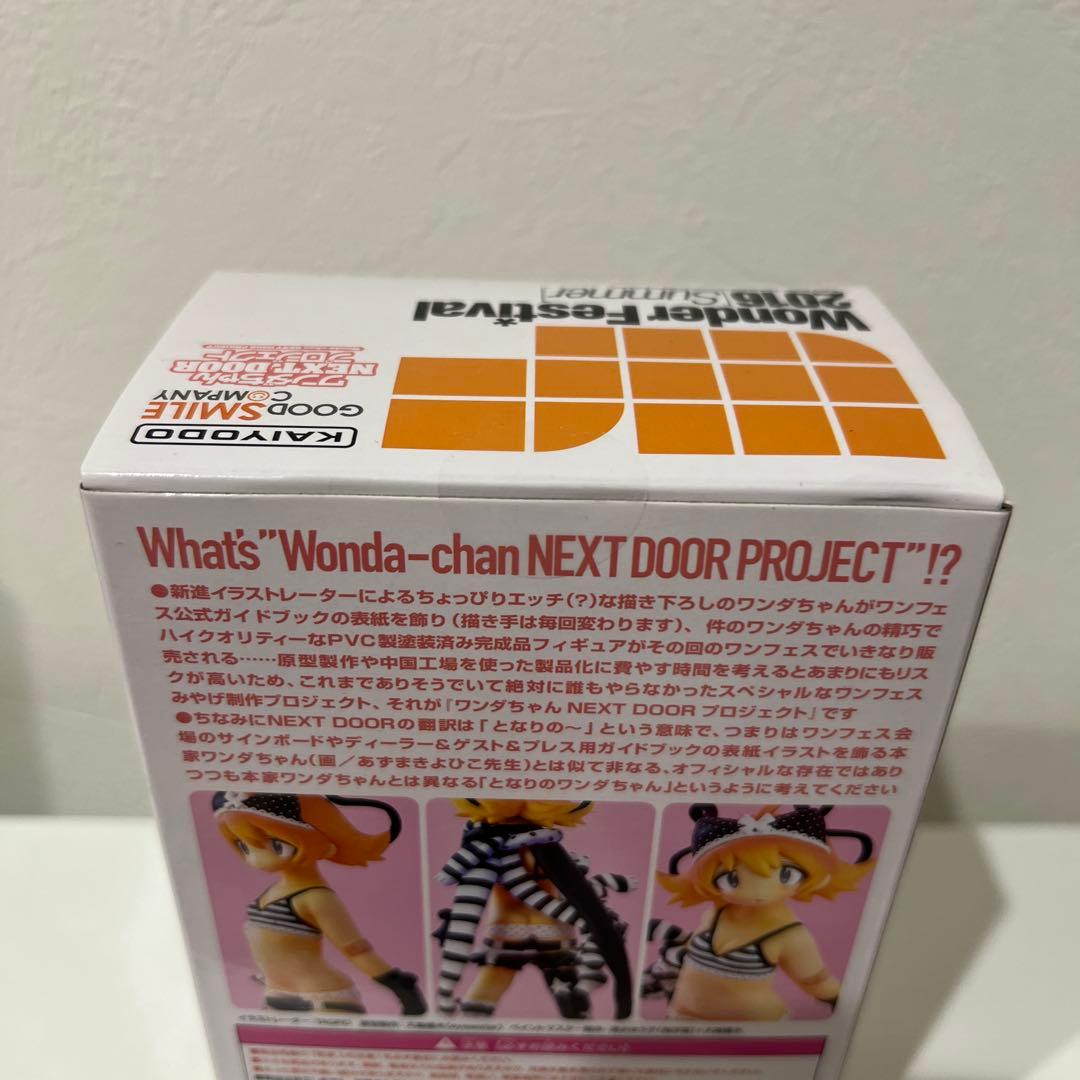 Wonder Festival
2016 Summer
ワンダちゃん
NEXT DOOR
プロジェクト
GOOD SMILE
COMPANY
KAIYODO
What's"Wonda-chan NEXT DOOR PROJECT"!?
●新進イラストレーターによるちょっぴりエッチ(?)な描き下ろしのワンダちゃんがワンフェ
ス公式ガイドブックの表紙を飾り(描き手は毎回変わります)、件のワンダちゃんの精巧で
ハイクオリティーなPVC製塗装済み完成品フィギュアがその回のワンフェスでいきなり販
売される……原型製作や中国工場を使った製品化に費やす時間を考えるとあまりにもリス
クが高いため、これまでありそうでいて絶対に誰もやらなかったスペシャルなワンフェス
みやげ制作プロジェクト、それが『ワンダちゃん NEXT DOOR プロジェクト』です
●ちなみにNEXT DOORの翻訳は「となりの〜」という意味で、つまりはワンフェス会
場のサインボードやディーラー&ゲスト&プレス用ガイドブックの表紙イラストを飾る本
家ワンダちゃん(画/あずまきよひこ先生)とは似て非なる、オフィシャルな存在ではあり
つつも本家ワンダちゃんとは異なる「となりのワンダちゃん」というように考えてください